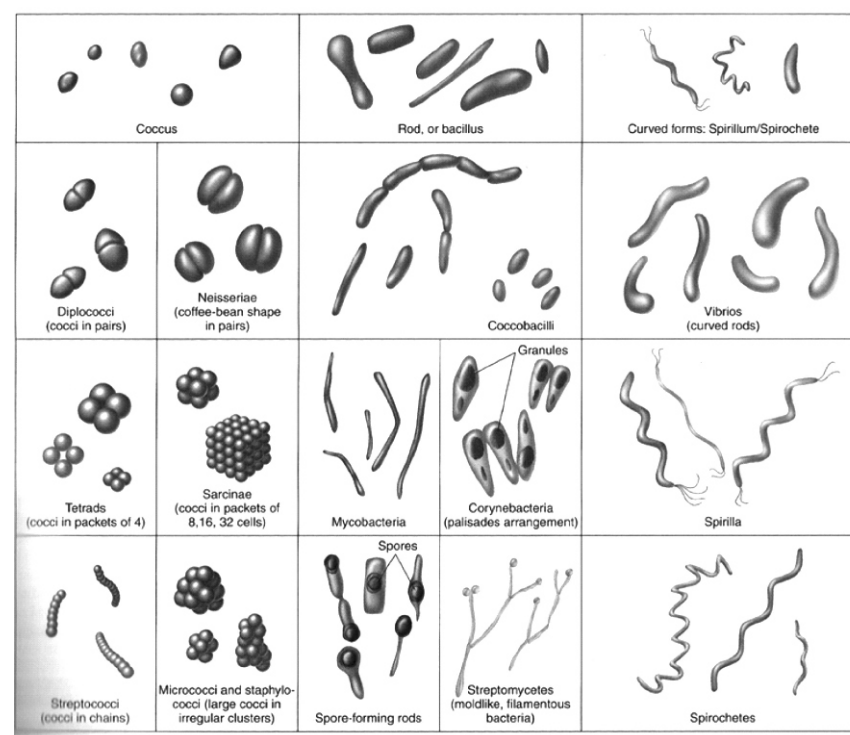 Coccus
Rod, or bacillus
Curved forms: Spirillum/Spirochete
Diplococci
(cocci in pairs)
Neisseriae
(coffee-bean shape
in pairs)
Coccobacilli
Vibrios
(curved rods)
Tetrads
(cocci in packets of 4)
Sarcinae
(cocci in packets of
8,16, 32 cells)
Mycobacteria
Granules
Corynebacteria
(palisades arrangement)
Spirilla
Streptococci
(cocci in chains)
Micrococci and staphylo-
cocci (large cocci in
irregular clusters)
Spores
Spore-forming rods
Streptomycetes
(moldlike, filamentous
bacteria)
Spirochetes